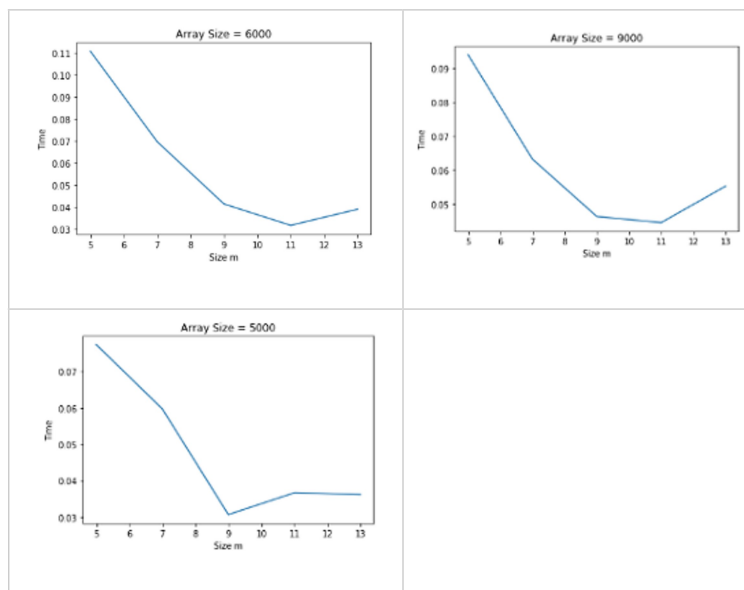 Array Size = 6000
0.11
0.10
0.09
0.08
0.07
0.06
0.05
0.04
0.03
Time
5 6 7 8 9 10 11 12 13
Size m
Array Size = 9000
0.09
0.08
0.07
0.06
0.05
Time
5 6 7 8 9 10 11 12 13
Size m
Array Size = 5000
0.07
0.06
0.05
0.04
0.03
Time
5 6 7 8 9 10 11 12 13
Size m